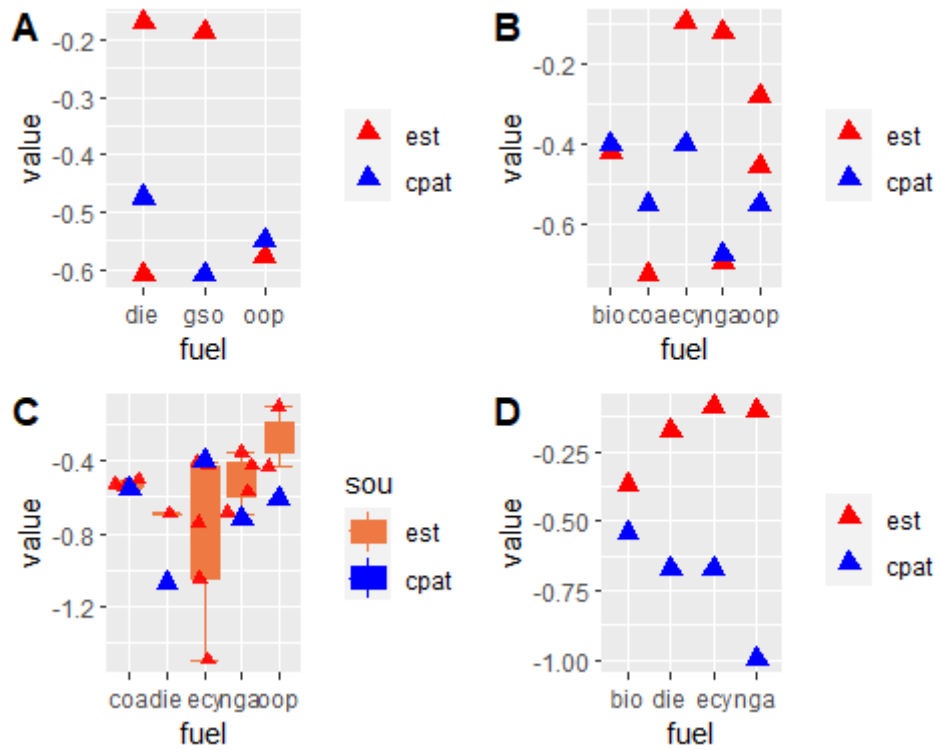 A
value
-0.2
-0.3
-0.4
-0.5
-0.6
die gso oop
fuel
est
cpat
B
value
-0.2
-0.4
-0.6
bio coa ecy nga oop
fuel
est
cpat
C
value
-0.4
-0.8
-1.2
coa die ecy nga oop
fuel
sou
est
cpat
D
value
-0.25
-0.50
-0.75
-1.00
bio die ecy nga
fuel
est
cpat